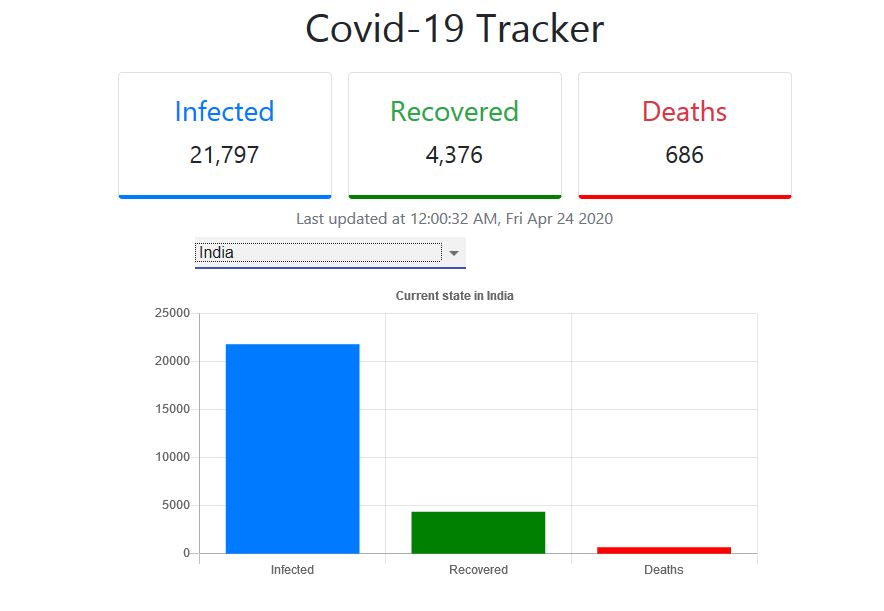 Covid-19 Tracker
Infected Recovered Deaths
21,797 4,376 686
Last updated at 12:00:32 AM, Fri Apr 24 2020
India
Current state in India
25000
20000
15000
10000
5000
0
Infected Recovered Deaths